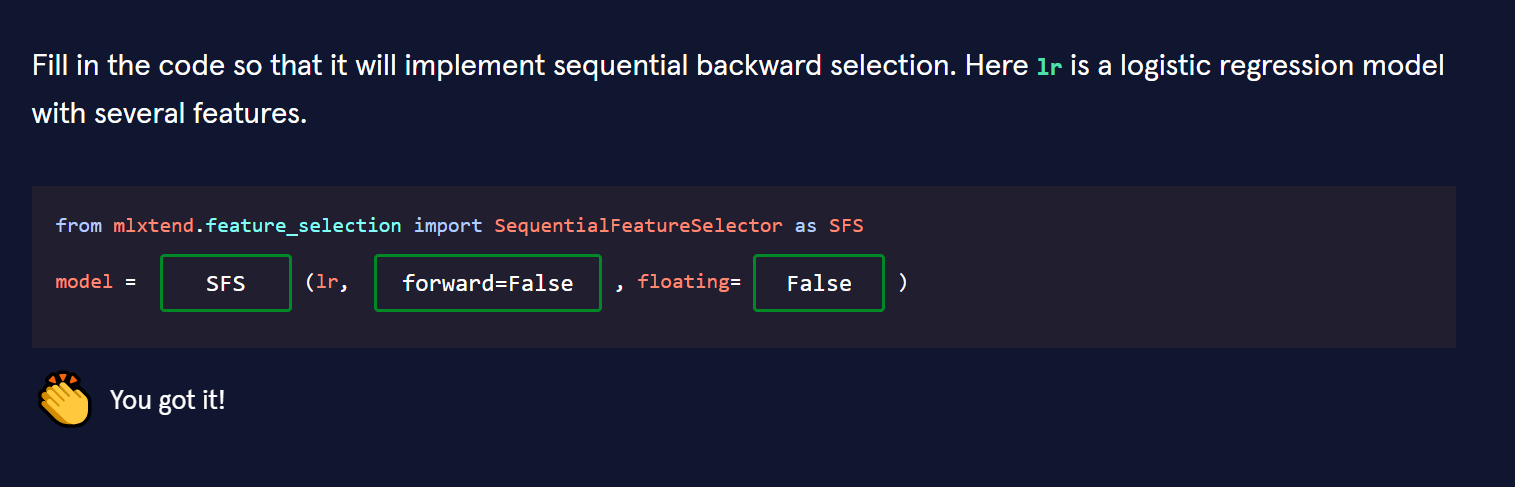 Fill in the code so that it will implement sequential backward selection. Here lr is a logistic regression model
with several features.
from mlxtend.feature_selection import SequentialFeatureSelector as SFS
model = SFS (lr, forward=False , floating= False )
You got it!